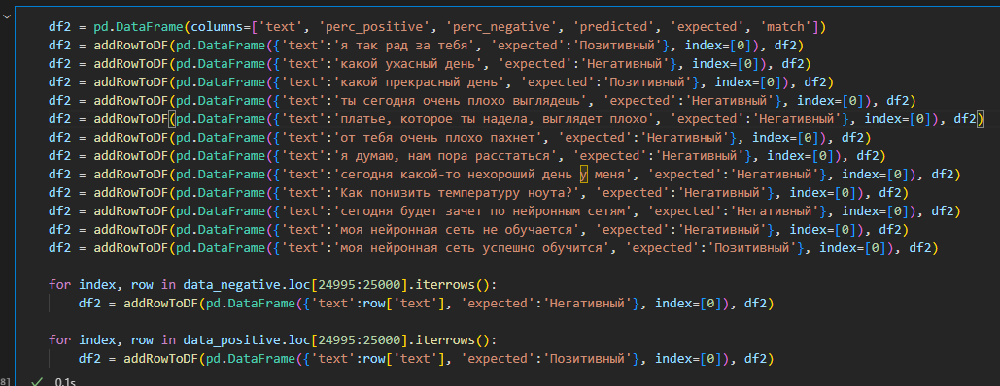 df2 = pd.DataFrame(columns=['text', 'perc_positive', 'perc_negative', 'predicted', 'expected', 'match'])
df2 = addRowToDF(pd.DataFrame({'text':'я так рад за тебя', 'expected':'Позитивный'}, index=[0]), df2)
df2 = addRowToDF(pd.DataFrame({'text':'какой ужасный день', 'expected':'Негативный'}, index=[0]), df2)
df2 = addRowToDF(pd.DataFrame({'text':'какой прекрасный день', 'expected':'Позитивный'}, index=[0]), df2)
df2 = addRowToDF(pd.DataFrame({'text':'ты сегодня очень плохо выглядешь', 'expected':'Негативный'}, index=[0]), df2)
df2 = addRowToDF(pd.DataFrame({'text':'платье, которое ты надела, выглядет плохо', 'expected':'Негативный'}, index=[0]), df2)
df2 = addRowToDF(pd.DataFrame({'text':'от тебя очень плохо пахнет', 'expected':'Негативный'}, index=[0]), df2)
df2 = addRowToDF(pd.DataFrame({'text':'я думаю, нам пора расстаться', 'expected':'Негативный'}, index=[0]), df2)
df2 = addRowToDF(pd.DataFrame({'text':'сегодня какой-то нехороший день у меня', 'expected':'Негативный'}, index=[0]), df2)
df2 = addRowToDF(pd.DataFrame({'text':'Как понизить температуру ноута?', 'expected':'Негативный'}, index=[0]), df2)
df2 = addRowToDF(pd.DataFrame({'text':'сегодня будет зачет по нейронным сетям', 'expected':'Негативный'}, index=[0]), df2)
df2 = addRowToDF(pd.DataFrame({'text':'моя нейронная сеть не обучается', 'expected':'Негативный'}, index=[0]), df2)
df2 = addRowToDF(pd.DataFrame({'text':'моя нейронная сеть успешно обучится', 'expected':'Позитивный'}, index=[0]), df2)
for index, row in data_negative.loc[24995:25000].iterrows():
df2 = addRowToDF(pd.DataFrame({'text':row['text'], 'expected':'Негативный'}, index=[0]), df2)
for index, row in data_positive.loc[24995:25000].iterrows():
df2 = addRowToDF(pd.DataFrame({'text':row['text'], 'expected':'Позитивный'}, index=[0]), df2)
8] 0.1s